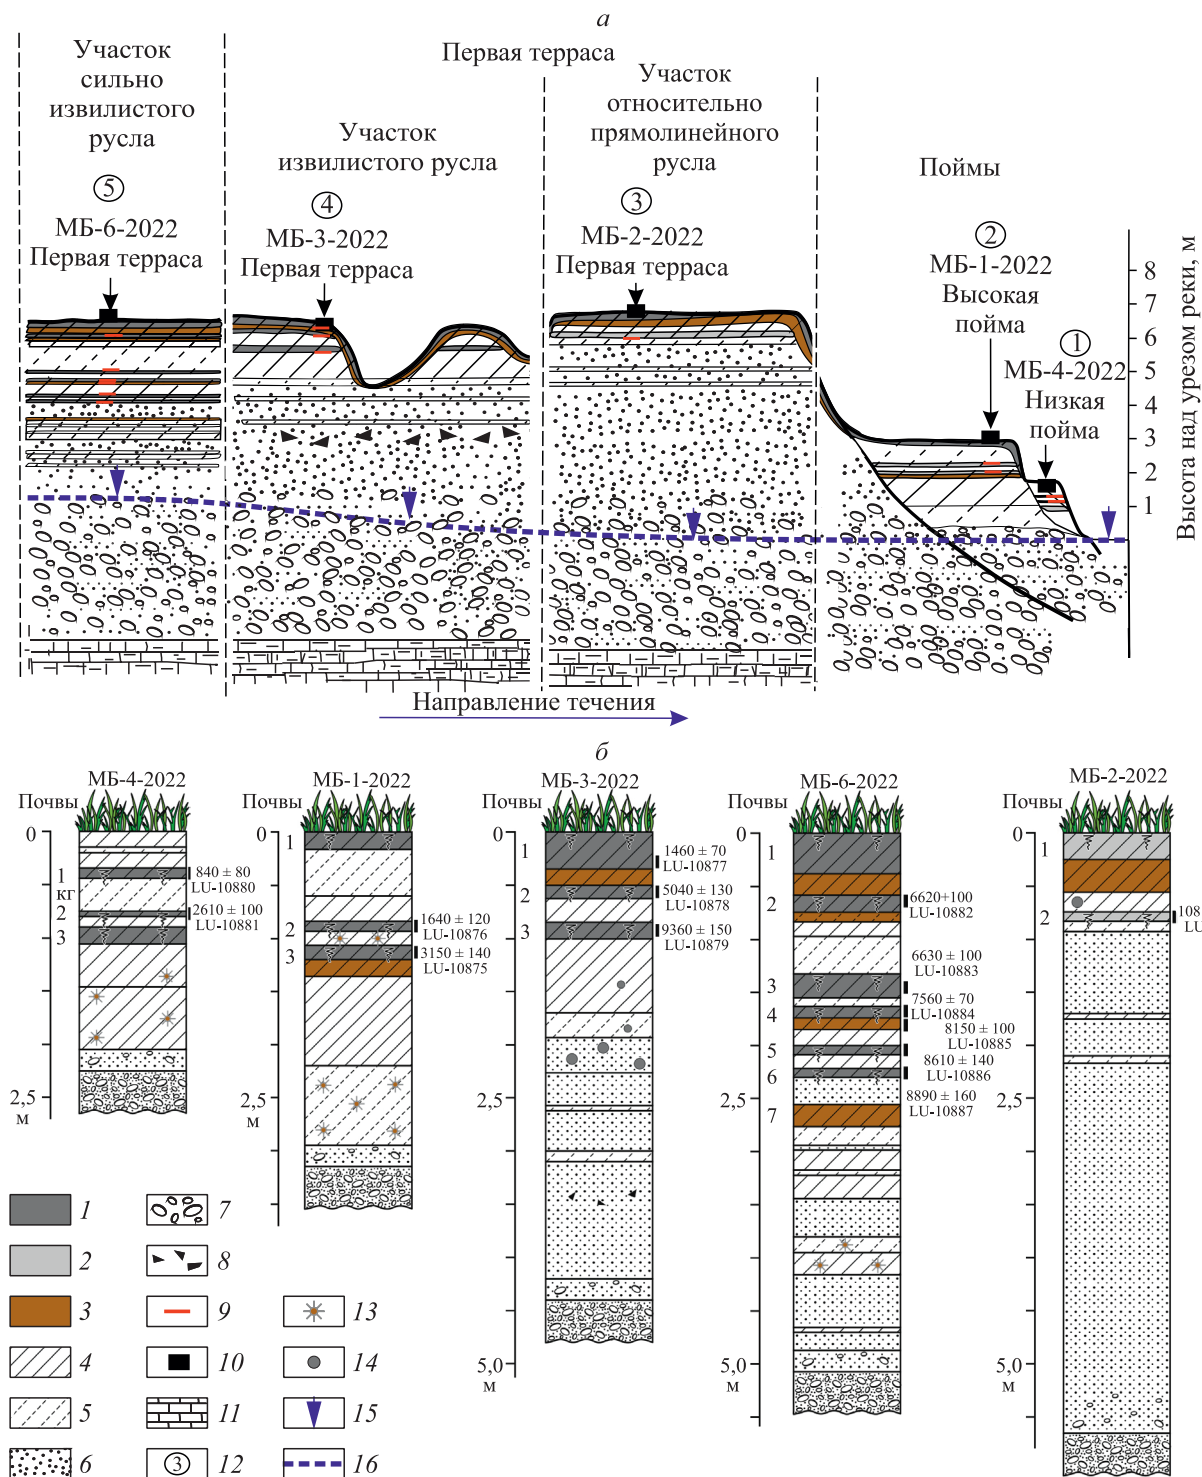 а
Участок
сильно
извилистого
русла
Первая терраса
Участок
извилистого русла
Участок
относительно
прямолинейного
русла
Поймы
5
МБ-6-2022
Первая терраса
4
МБ-3-2022
Первая терраса
3
МБ-2-2022
Первая терраса
2
МБ-1-2022
Высокая
пойма
1
МБ-4-2022
Низкая
пойма
8
7
6
5
4
3
2
1
Высота над урезом реки, м
Направление течения
б
МБ-4-2022
Почвы
0
1
кг
2
3
2,5
м
840 ± 80
LU-10880
2610 ± 100
LU-10881
МБ-1-2022
Почвы
0
1
2
3
2,5
м
1640 ± 120
LU-10876
3150 ± 140
LU-10875
МБ-3-2022
Почвы
0
1
2
3
2,5
5,0
м
1460 ± 70
LU-10877
5040 ± 130
LU-10878
9360 ± 150
LU-10879
МБ-6-2022
Почвы
0
1
2
3
4
5
6
7
2,5
5,0
м
6620+100
LU-10882
6630 ± 100
LU-10883
7560 ± 70
LU-10884
8150 ± 100
LU-10885
8610 ± 140
LU-10886
8890 ± 160
LU-10887
МБ-2-2022
Почвы
0
1
2
2,5
5,0
м
108
LU
1
2
3
4
5
6
7
8
9
10
11
3 12
13
14
15
16